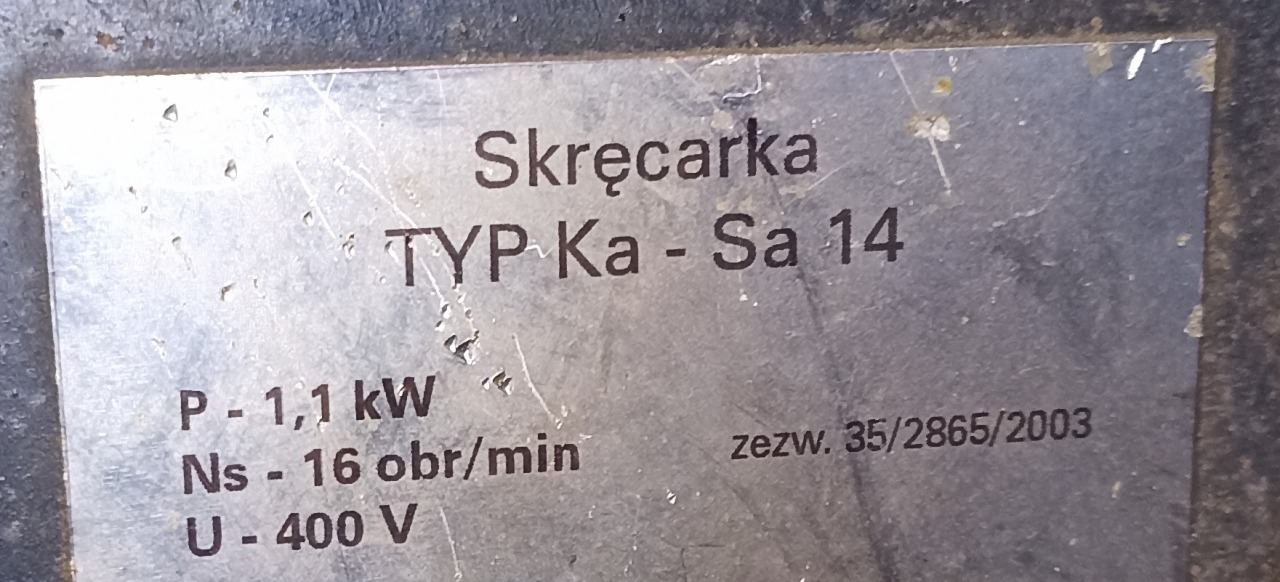 Skręcarka
TYP Ka - Sa 14
P - 1,1 kW
Ns - 16 obr/min
zezw. 35/2865/2003
U - 400 V